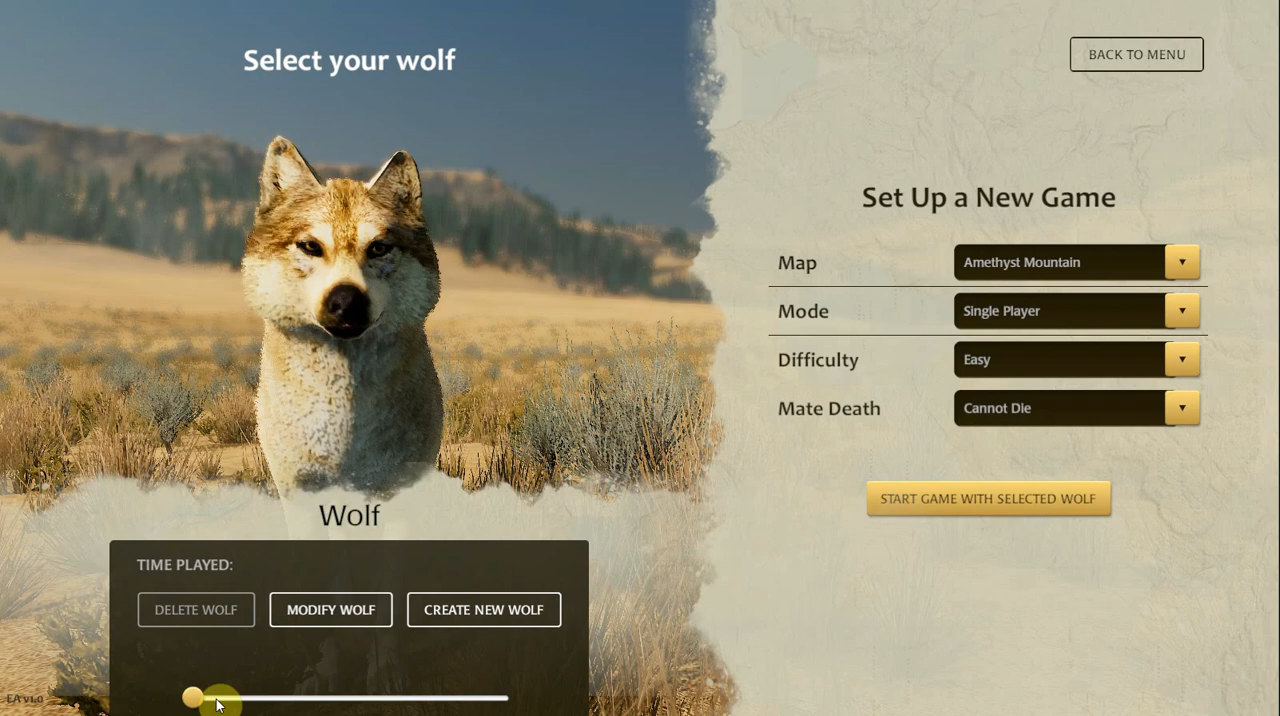 Select your wolf
BACK TO MENU
Set Up a New Game
Map
Amethyst Mountain
Mode
Single Player
Difficulty
Easy
Mate Death
Cannot Die
START GAME WITH SELECTED WOLF
Wolf
TIME PLAYED:
DELETE WOLF
MODIFY WOLF
CREATE NEW WOLF